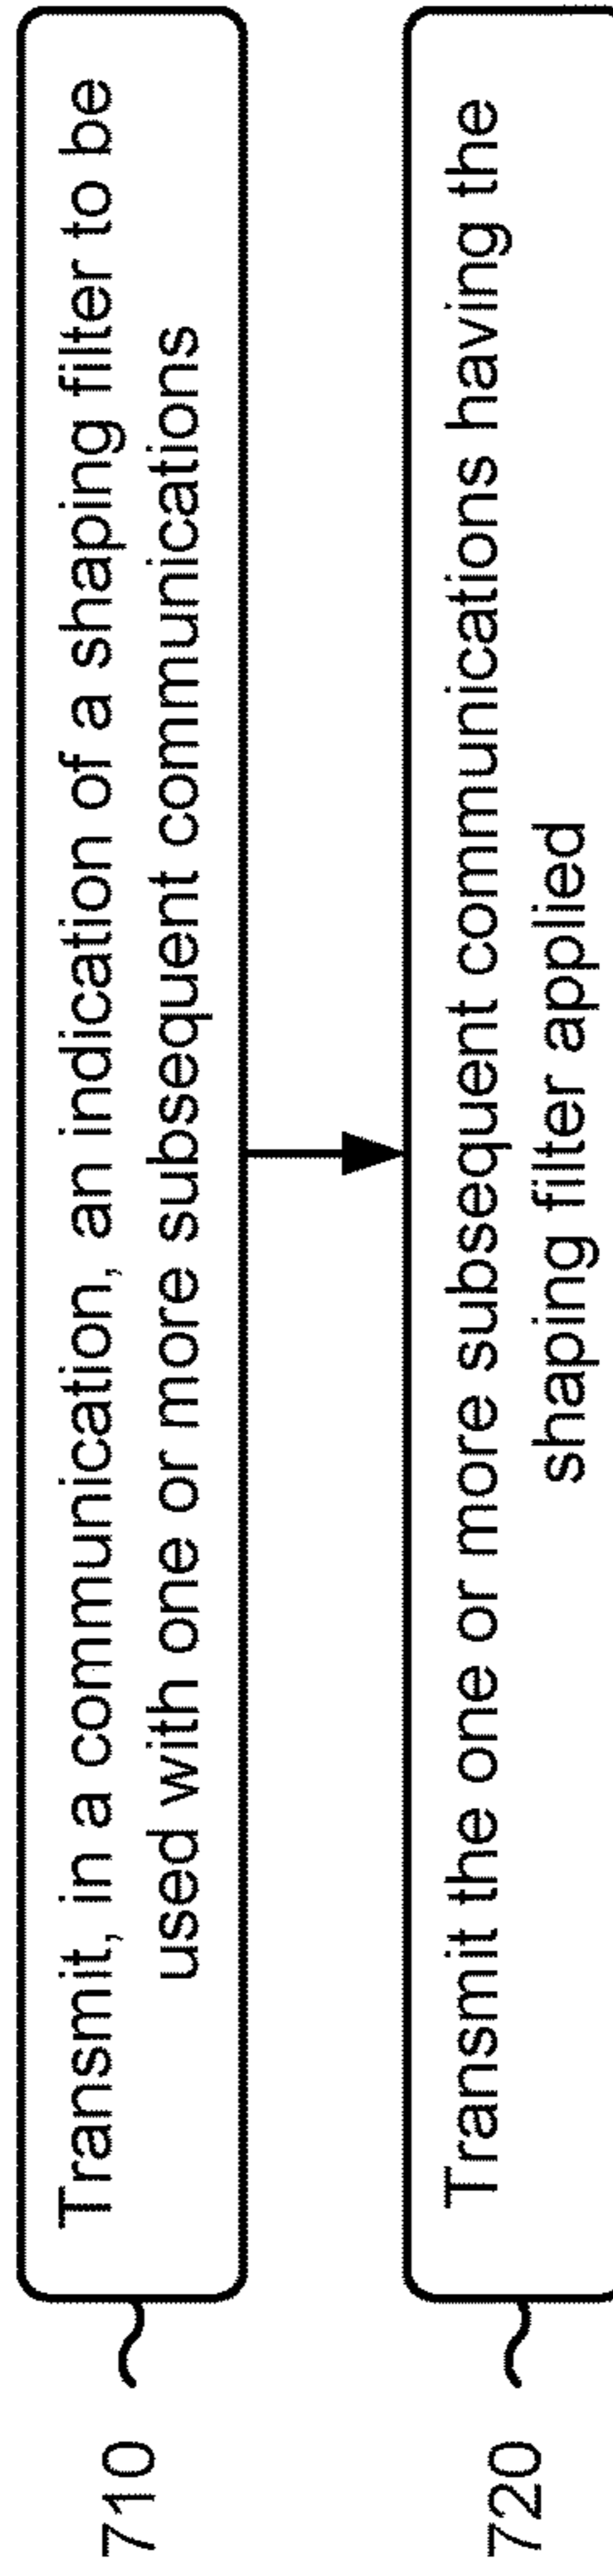 710
Transmit, in a communication, an indication of a shaping filter to be
used with one or more subsequent communications
720
Transmit the one or more subsequent communications having the
shaping filter applied